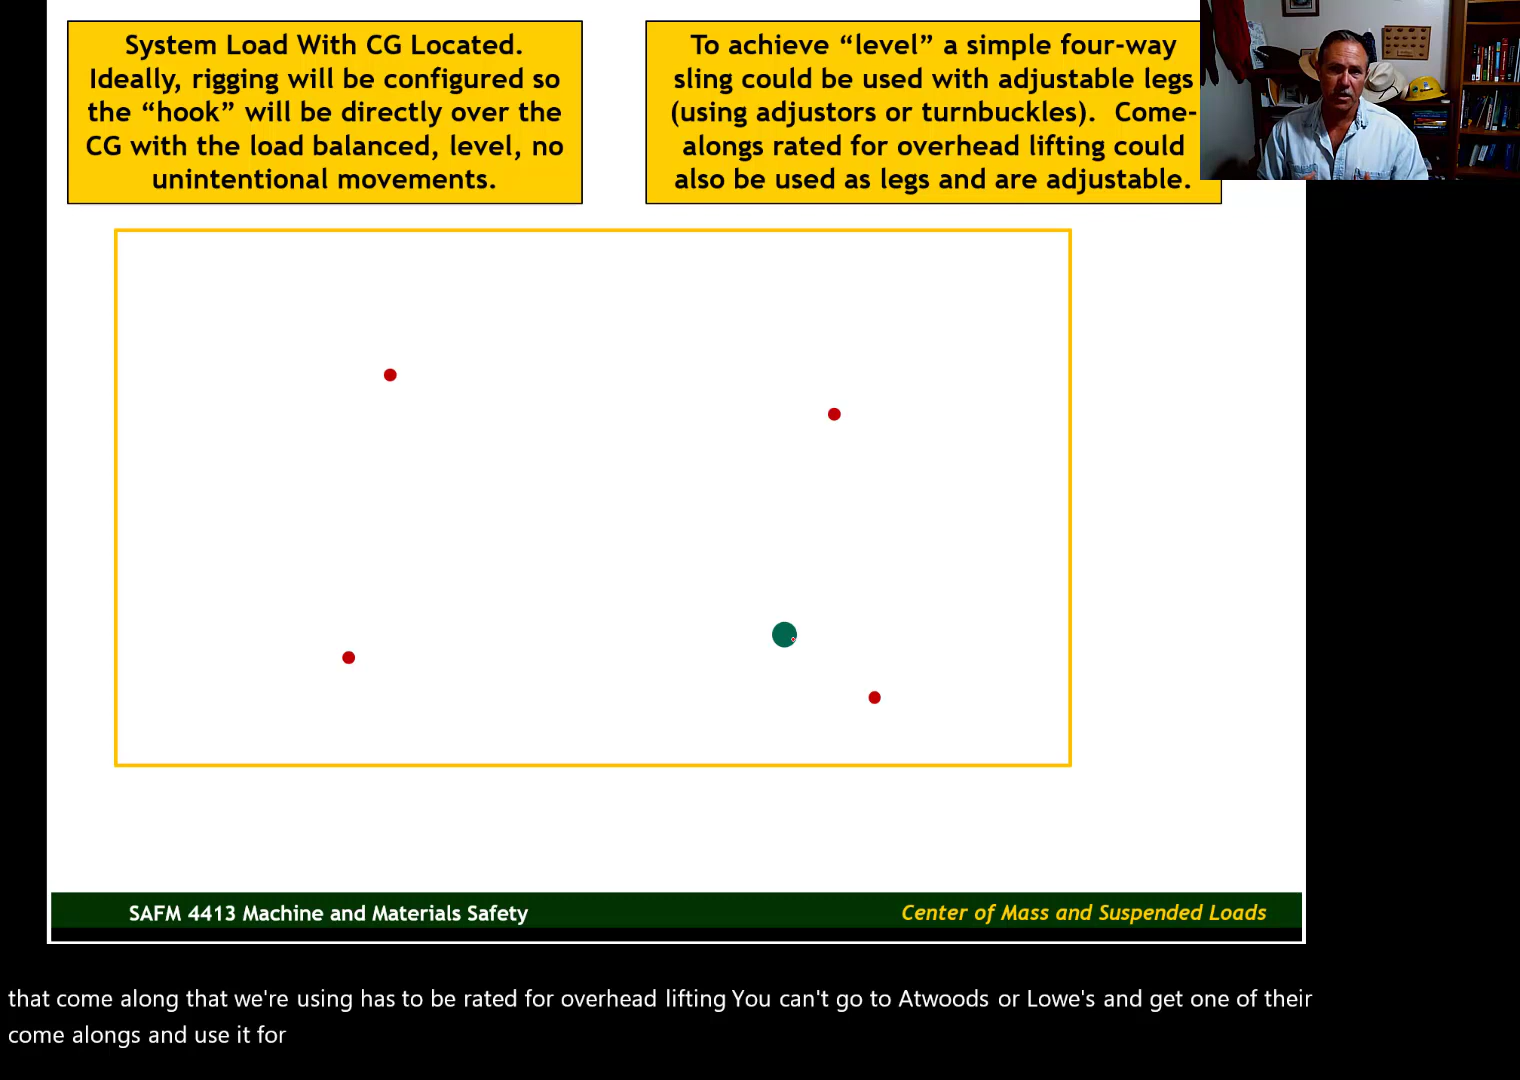 System Load With CG Located.
Ideally, rigging will be configured so
the “hook” will be directly over the
CG with the load balanced, level, no
unintentional movements.
To achieve “level” a simple four-way
sling could be used with adjustable legs
(using adjustors or turnbuckles).  Come-
alongs rated for overhead lifting could
also be used as legs and are adjustable.
SAFM 4413 Machine and Materials Safety
Center of Mass and Suspended Loads
that come along that we're using has to be rated for overhead lifting You can't go to Atwoods or Lowe's and get one of their
come alongs and use it for